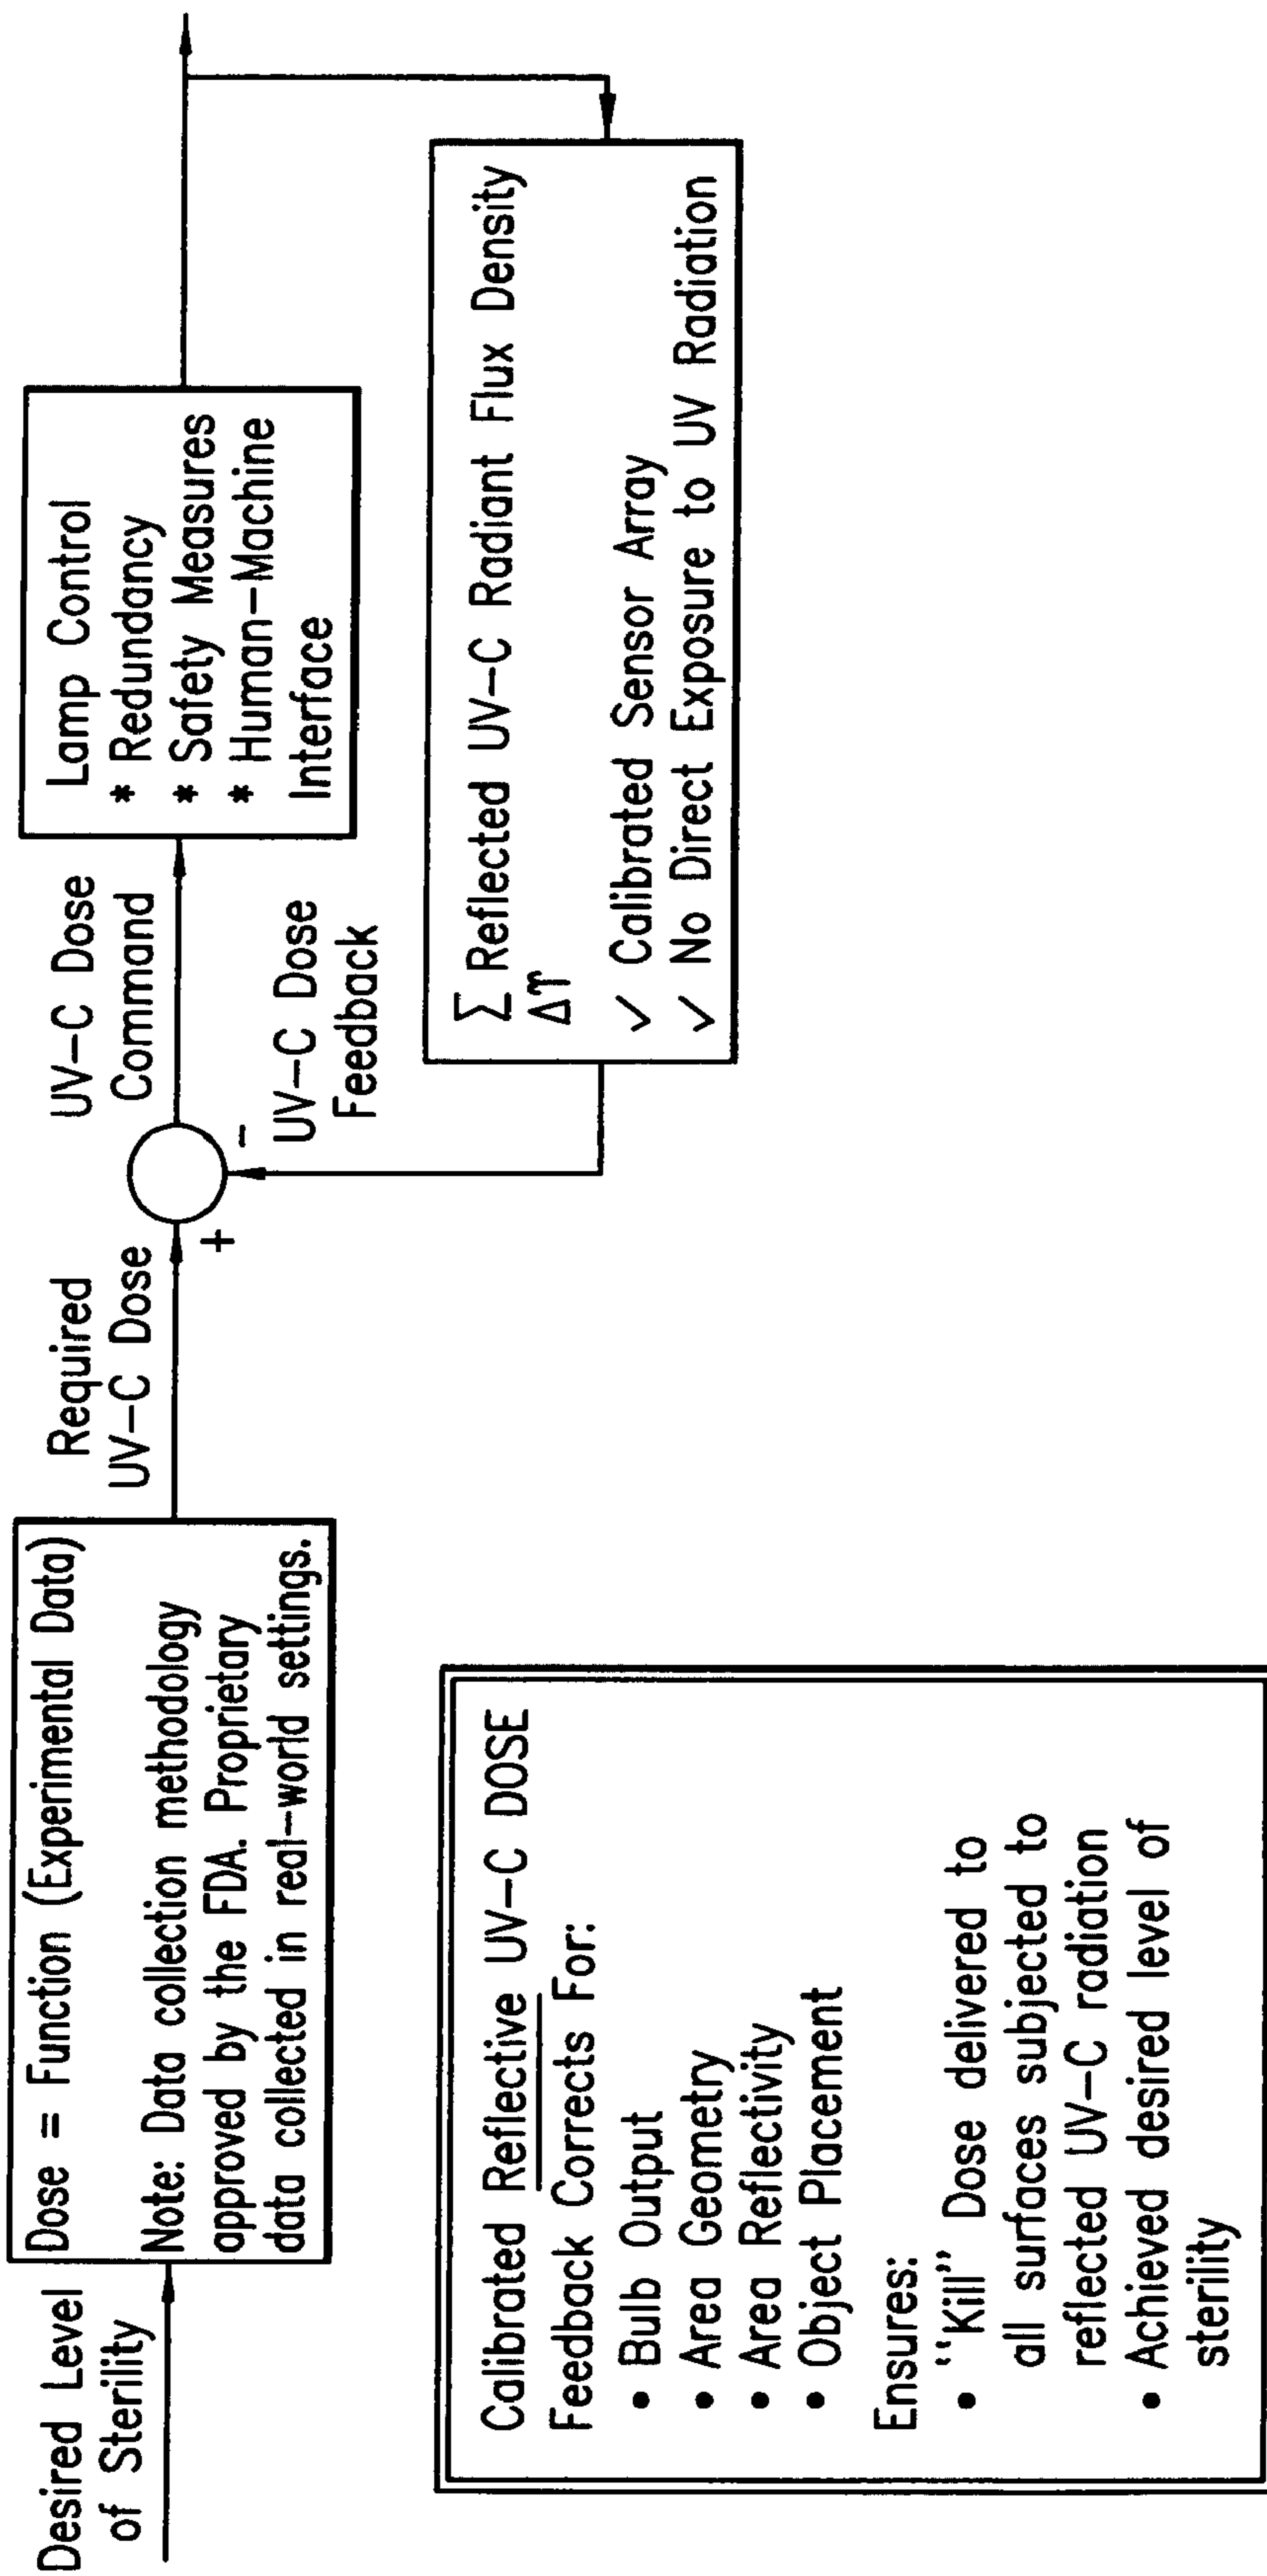 Desired Level
of Sterility
Dose = Function (Experimental Data)
Note: Data collection methodology
approved by the FDA. Proprietary
data collected in real-world settings.
Required
UV-C Dose
+
-
UV-C Dose
Command
UV-C Dose
Feedback
Lamp Control
* Redundancy
* Safety Measures
* Human-Machine
Interface
∑ Reflected UV-C Radiant Flux Density
ΔT
✓ Calibrated Sensor Array
✓ No Direct Exposure to UV Radiation
Calibrated Reflective UV-C DOSE
Feedback Corrects For:
• Bulb Output
• Area Geometry
• Area Reflectivity
• Object Placement
Ensures:
• "Kill" Dose delivered to
all surfaces subjected to
reflected UV-C radiation
• Achieved desired level of
sterility